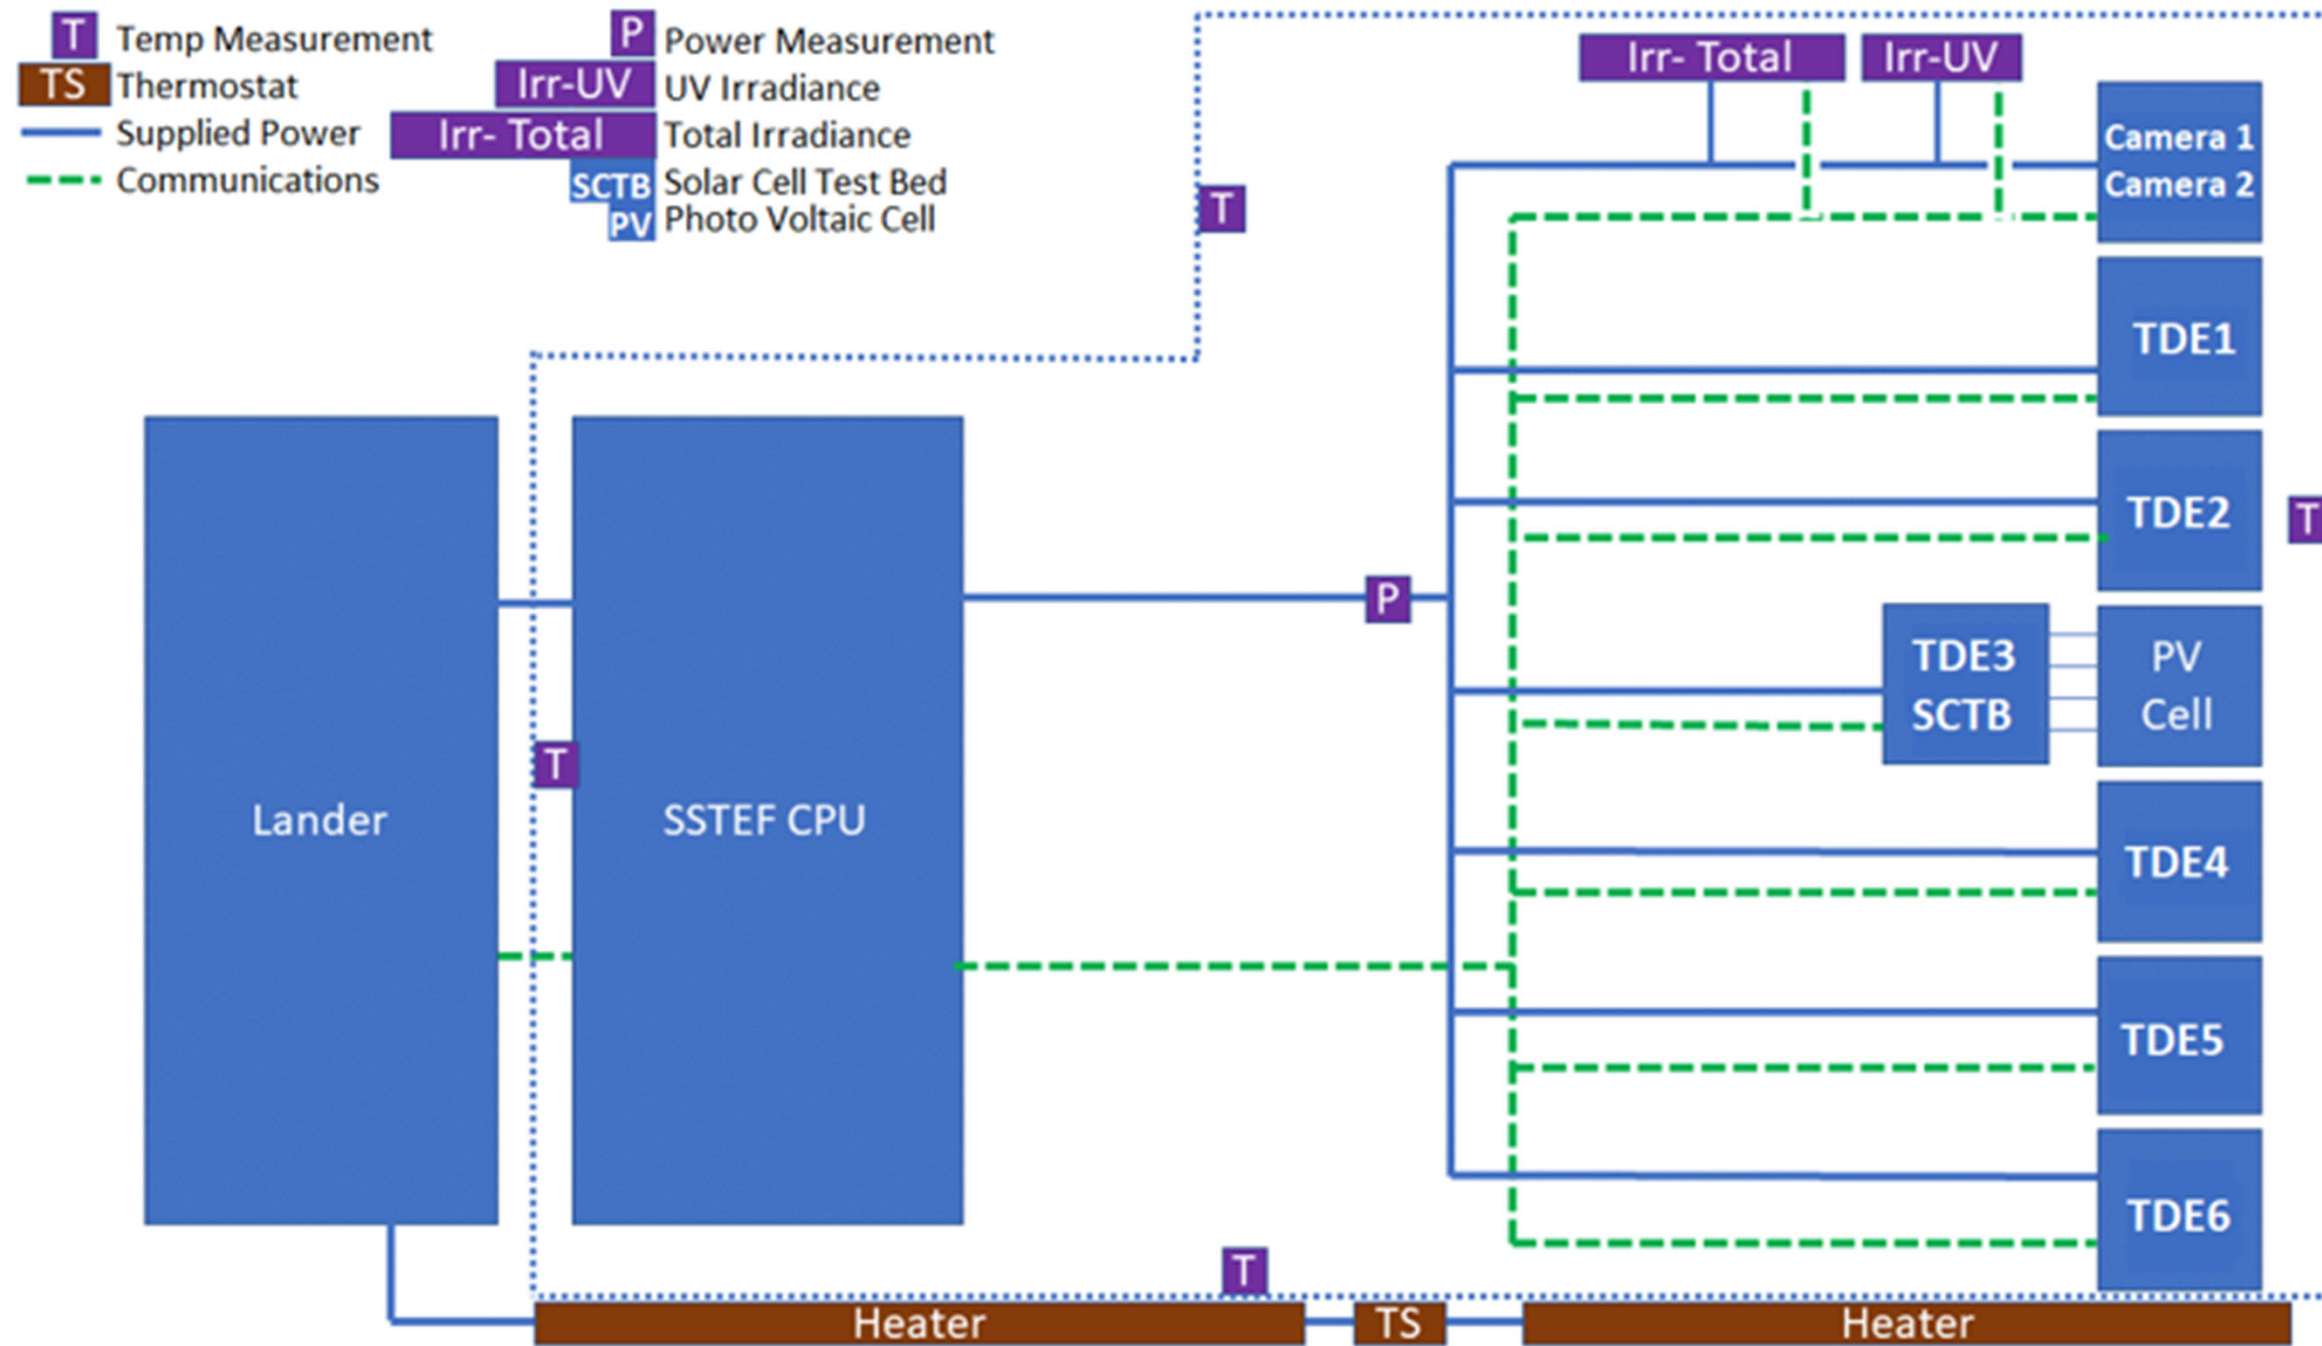 T Temp Measurement
TS Thermostat
Supplied Power
Communications
P Power Measurement
Irr-UV UV Irradiance
Irr- Total Total Irradiance
SCTB Solar Cell Test Bed
PV Photo Voltaic Cell
Irr- Total
Irr-UV
Camera 1
Camera 2
T
TDE1
TDE2
T
P
TDE3
SCTB
PV
Cell
T
Lander
SSTEF CPU
TDE4
TDE5
TDE6
T
Heater
TS
Heater